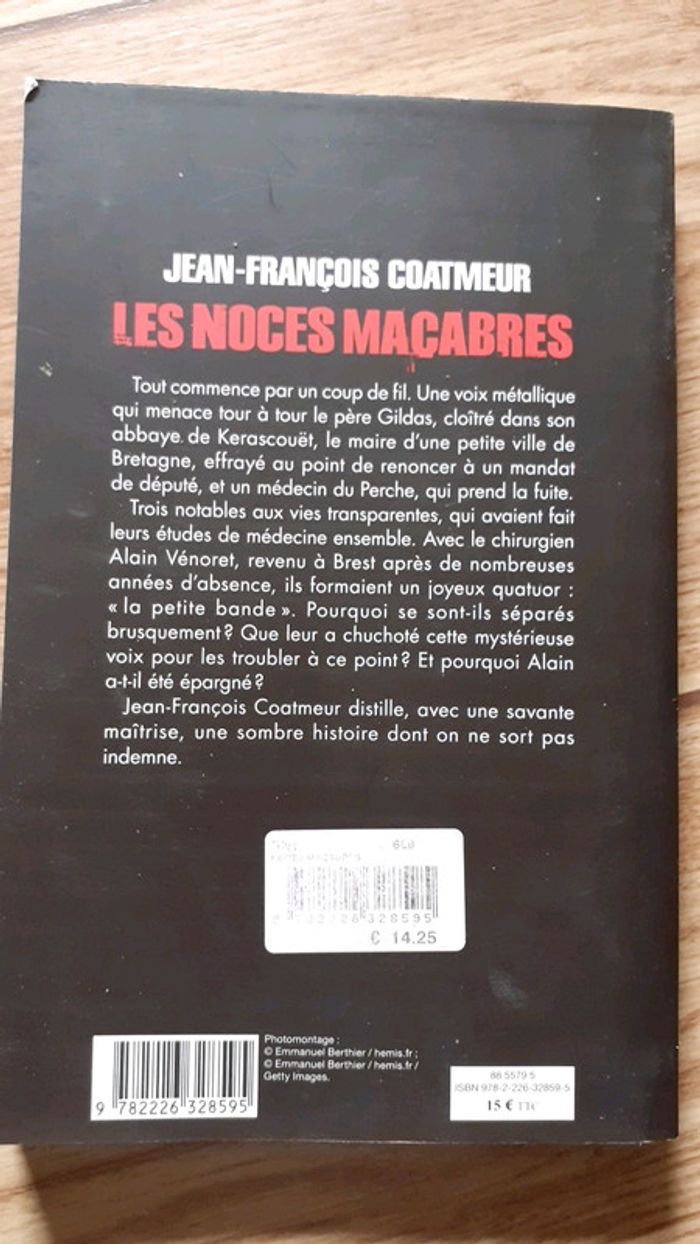 JEAN-FRANÇOIS COATMEUR
LES NOCES MAÇABRES
Tout commence par un coup de fil. Une voix métallique
qui menace tour à tour le père Gildas, cloîtré dans son
abbaye de Kerascouët, le maire d'une petite ville de
Bretagne, effrayé au point de renoncer à un mandat
de député, et un médecin du Perche, qui prend la fuite.
Trois notables aux vies transparentes, qui avaient fait
leurs études de médecine ensemble. Avec le chirurgien
Alain Vénoret, revenu à Brest après de nombreuses
années d'absence, ils formaient un joyeux quatuor :
« la petite bande ». Pourquoi se sont-ils séparés
brusquement ? Que leur a chuchoté cette mystérieuse
voix pour les troubler à ce point ? Et pourquoi Alain
a-t-il été épargné ?
Jean-François Coatmeur distille, avec une savante
maîtrise, une sombre histoire dont on ne sort pas
indemne.
328595
€ 14.25
9 782226 328595
Photomontage :
© Emmanuel Berthier / hemis.fr ;
© Emmanuel Berthier / hemis.fr /
Getty Images.
88 5579 5
ISBN 978-2-226-32859-5
15 € TTC